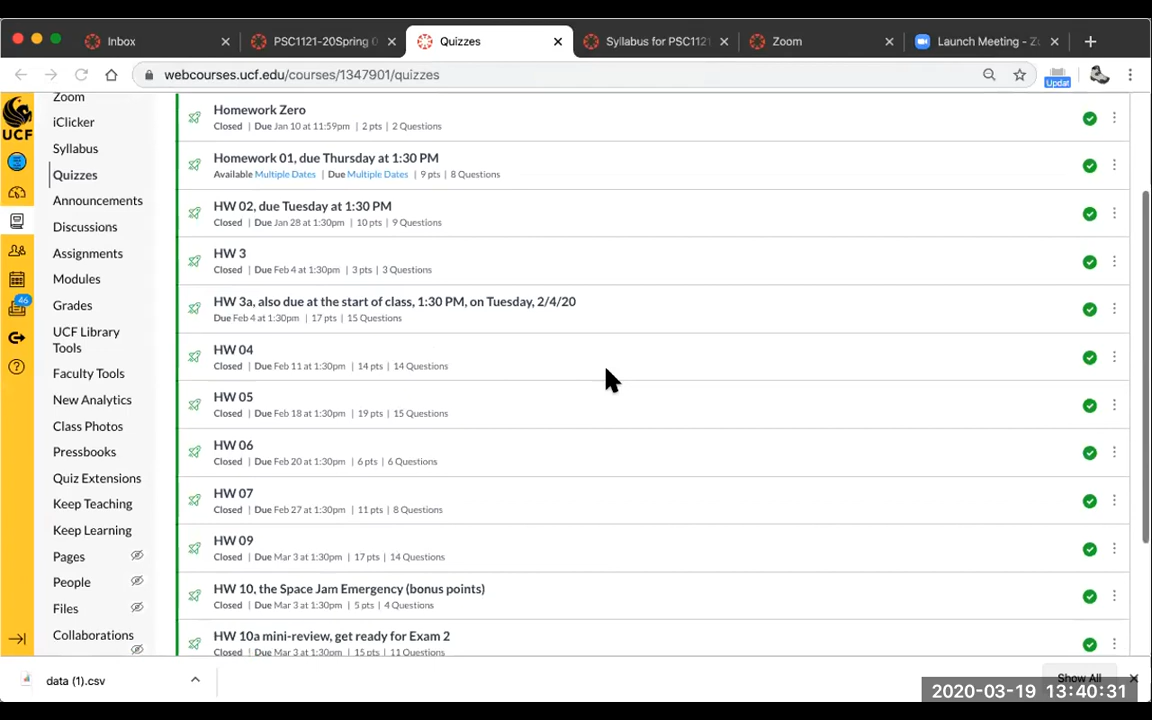 Inbox
PSC1121-20Spring
Quizzes
Syllabus for PSC112
Zoom
Launch Meeting - Zo
webcourses.ucf.edu/courses/1347901/quizzes
Updat
UCF
46
Zoom
iClicker
Syllabus
Quizzes
Announcements
Discussions
Assignments
Modules
Grades
UCF Library
Tools
Faculty Tools
New Analytics
Class Photos
Pressbooks
Quiz Extensions
Keep Teaching
Keep Learning
Pages
People
Files
Collaborations
Homework Zero
Closed | Due Jan 10 at 11:59pm | 2 pts | 2 Questions
Homework 01, due Thursday at 1:30 PM
Available Multiple Dates | Due Multiple Dates | 9 pts | 8 Questions
HW 02, due Tuesday at 1:30 PM
Closed | Due Jan 28 at 1:30pm | 10 pts | 9 Questions
HW 3
Closed | Due Feb 4 at 1:30pm | 3 pts | 3 Questions
HW 3a, also due at the start of class, 1:30 PM, on Tuesday, 2/4/20
Due Feb 4 at 1:30pm | 17 pts | 15 Questions
HW 04
Closed | Due Feb 11 at 1:30pm | 14 pts | 14 Questions
HW 05
Closed | Due Feb 18 at 1:30pm | 19 pts | 15 Questions
HW 06
Closed | Due Feb 20 at 1:30pm | 6 pts | 6 Questions
HW 07
Closed | Due Feb 27 at 1:30pm | 11 pts | 8 Questions
HW 09
Closed | Due Mar 3 at 1:30pm | 17 pts | 14 Questions
HW 10, the Space Jam Emergency (bonus points)
Closed | Due Mar 3 at 1:30pm | 5 pts | 4 Questions
HW 10a mini-review, get ready for Exam 2
Closed | Due Mar 3 at 1:30pm | 15 pts | 11 Questions
data (1).csv
Show All
2020-03-19 13:40:31